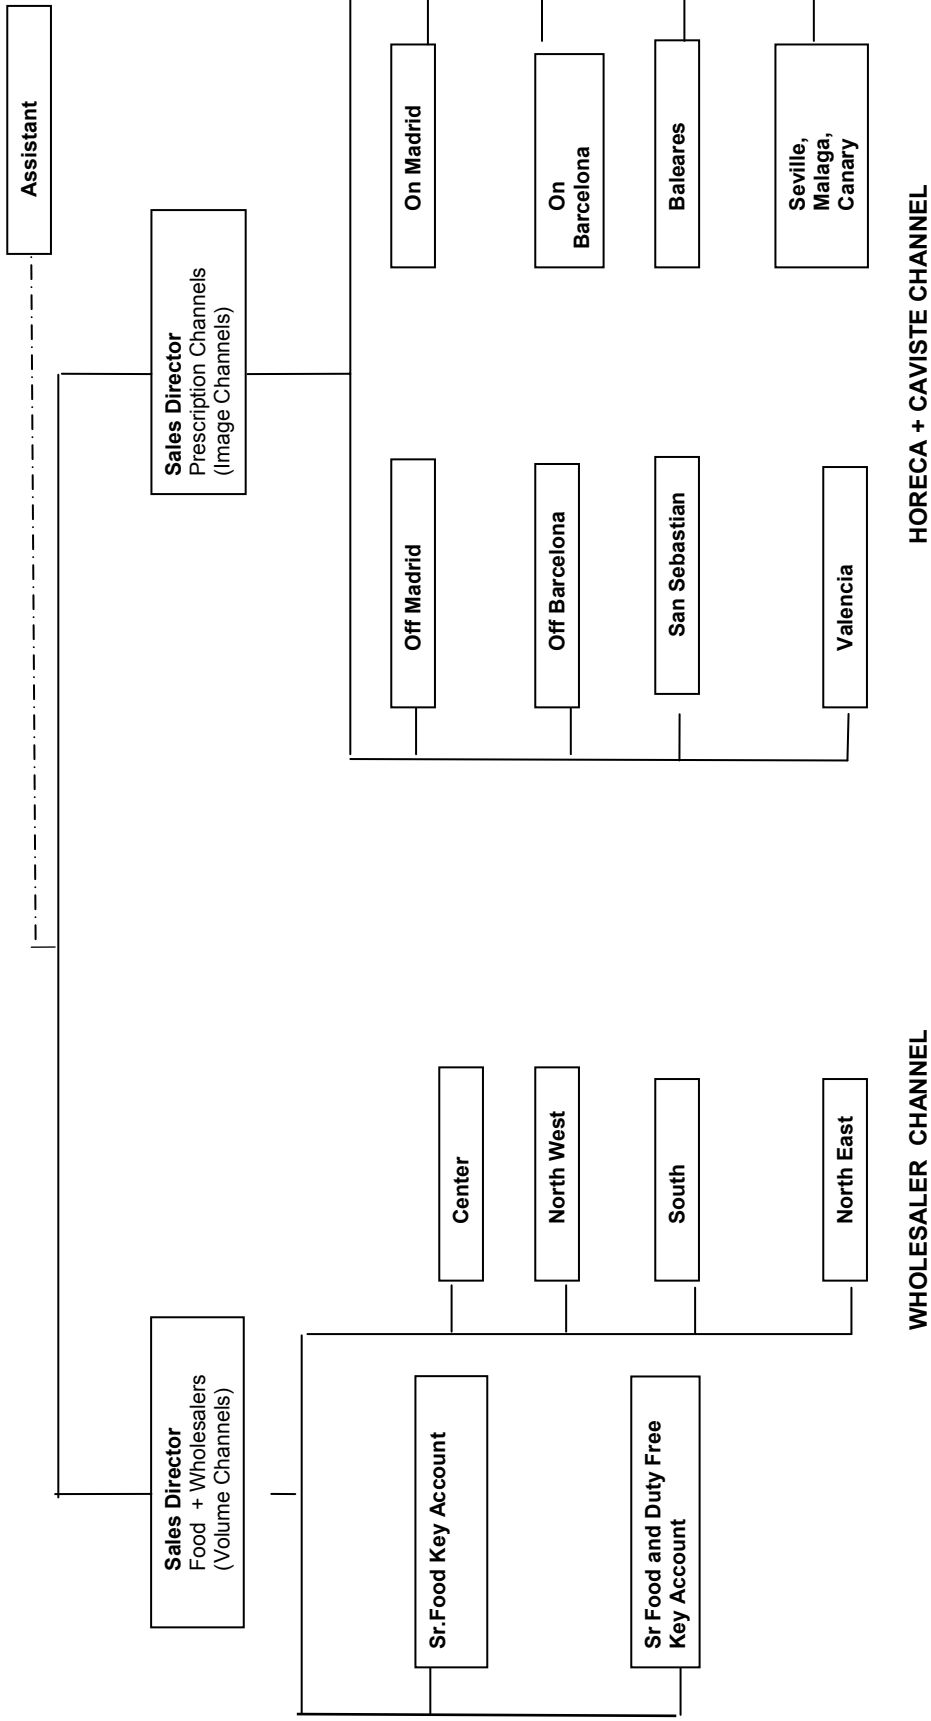 Assistant
Sales Director
Food + Wholesalers
(Volume Channels)
Sales Director
Prescription Channels
(Image Channels)
Sr.Food Key Account
Sr Food and Duty Free
Key Account
Center
North West
South
North East
Off Madrid
Off Barcelona
San Sebastian
Valencia
On Madrid
On
Barcelona
Baleares
Seville,
Malaga,
Canary
WHOLESALER CHANNEL
HORECA + CAVISTE CHANNEL